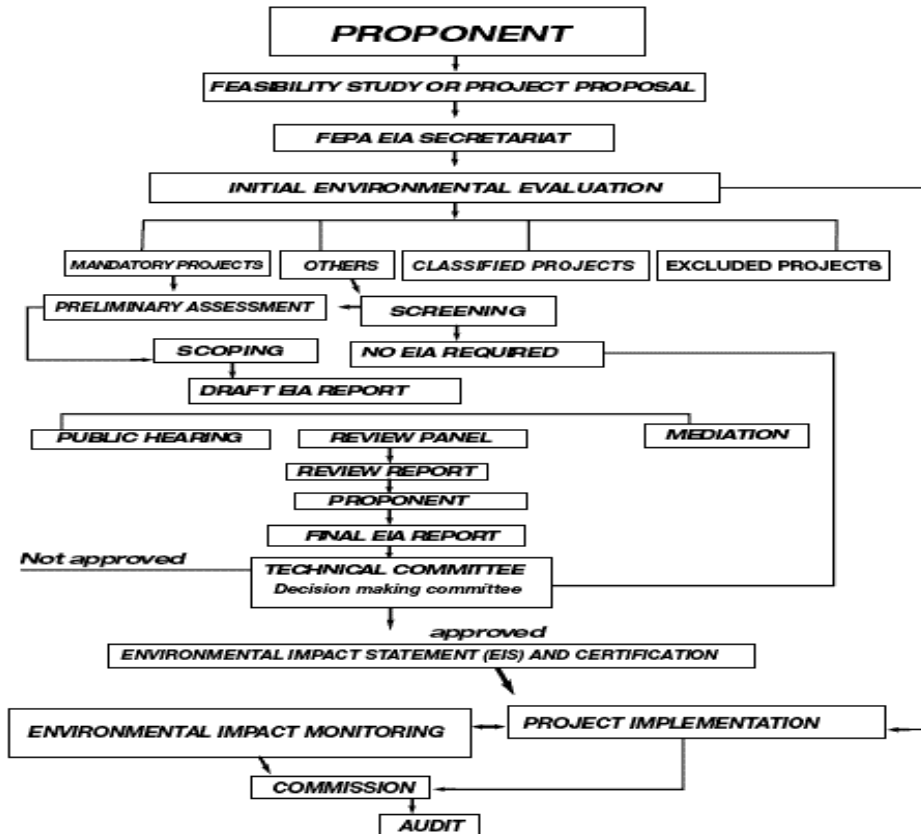 PROPONENT
FEASIBILITY STUDY OR PROJECT PROPOSAL
FEPA EIA SECRETARIAT
INITIAL ENVIRONMENTAL EVALUATION
MANDATORY PROJECTS
OTHERS
CLASSIFIED PROJECTS
EXCLUDED PROJECTS
PRELIMINARY ASSESSMENT
SCREENING
SCOPING
NO EIA REQUIRED
DRAFT EIA REPORT
PUBLIC HEARING
REVIEW PANEL
MEDIATION
REVIEW REPORT
PROPONENT
FINAL EIA REPORT
Not approved
TECHNICAL COMMITTEE
Decision making committee
approved
ENVIRONMENTAL IMPACT STATEMENT (EIS) AND CERTIFICATION
ENVIRONMENTAL IMPACT MONITORING
PROJECT IMPLEMENTATION
COMMISSION
AUDIT